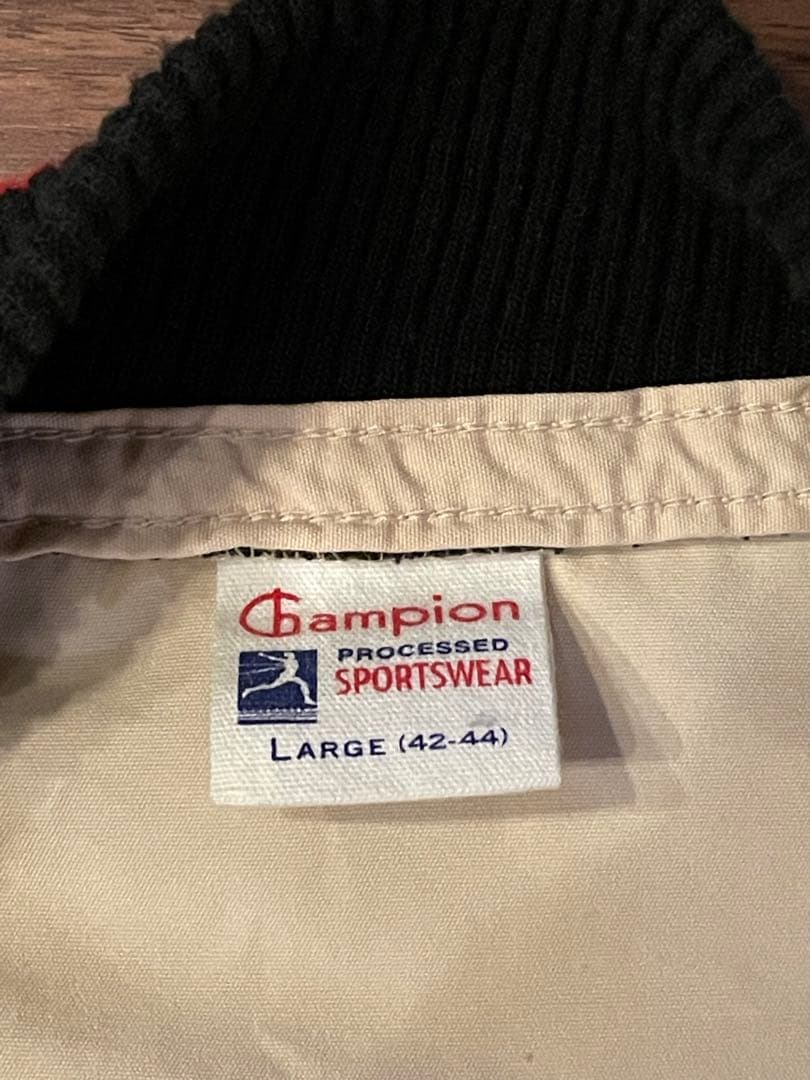 Champion
PROCESSED
SPORTSWEAR
LARGE (42-44)